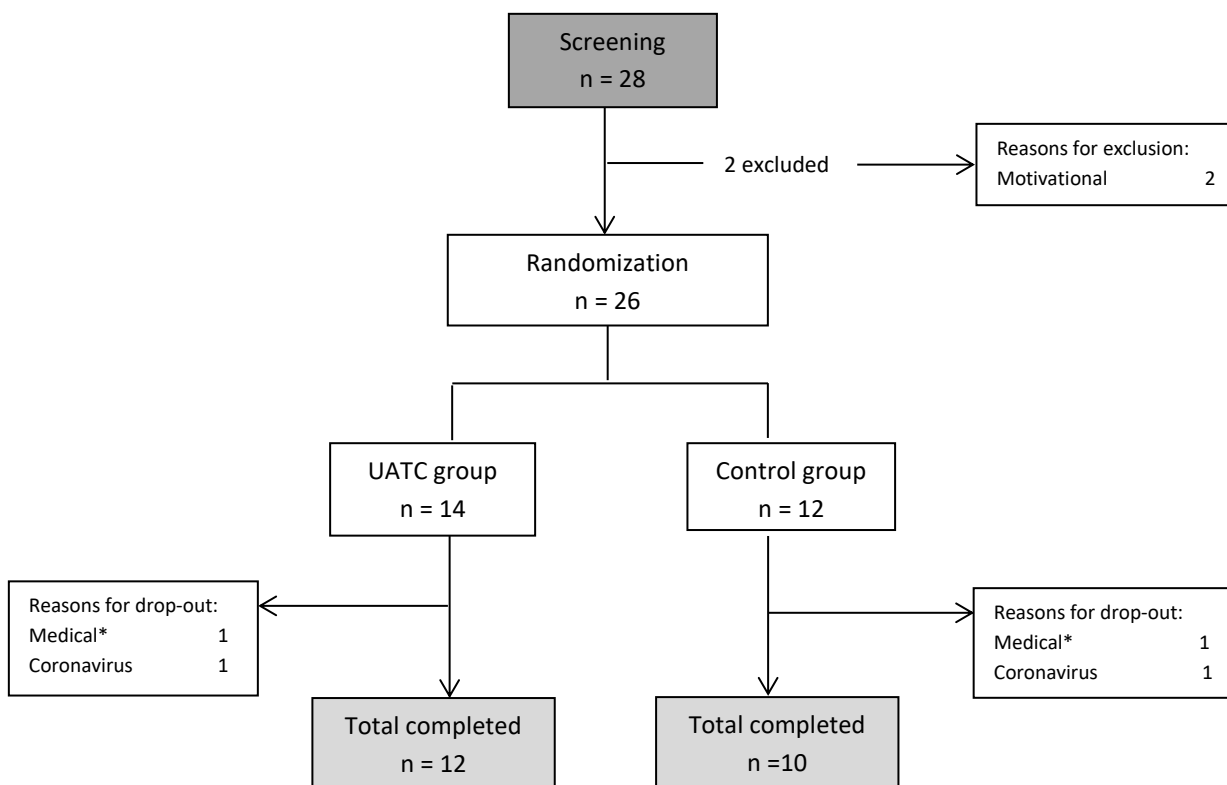 Screening
n = 28
2 excluded
Reasons for exclusion:
Motivational 2
Randomization
n = 26
UATC group
n = 14
Control group
n = 12
Reasons for drop-out:
Medical* 1
Coronavirus 1
Reasons for drop-out:
Medical* 1
Coronavirus 1
Total completed
n = 12
Total completed
n =10